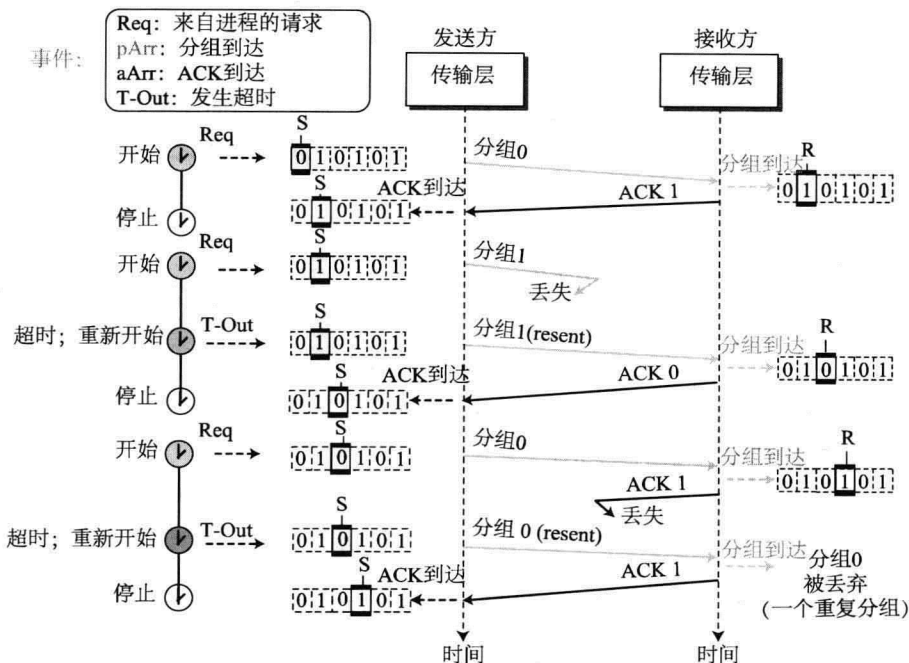 事件：
Req：来自进程的请求
pArr：分组到达
aArr：ACK到达
T-Out：发生超时
发送方
传输层
接收方
传输层
开始
Req
S
0 1 0 1 0 1
分组0
分组到达
R
0 1 0 1 0 1
停止
S
0 1 0 1 0 1
ACK到达
ACK 1
开始
Req
S
0 1 0 1 0 1
分组1
丢失
超时；重新开始
T-Out
S
0 1 0 1 0 1
分组1(resent)
分组到达
R
0 1 0 1 0 1
停止
S
0 1 0 1 0 1
ACK到达
ACK 0
开始
Req
S
0 1 0 1 0 1
分组0
分组到达
R
0 1 0 1 0 1
ACK 1
丢失
超时；重新开始
T-Out
S
0 1 0 1 0 1
分组 0 (resent)
分组到达
分组0
被丢弃
(一个重复分组)
停止
S
0 1 0 1 0 1
ACK到达
ACK 1
时间
时间